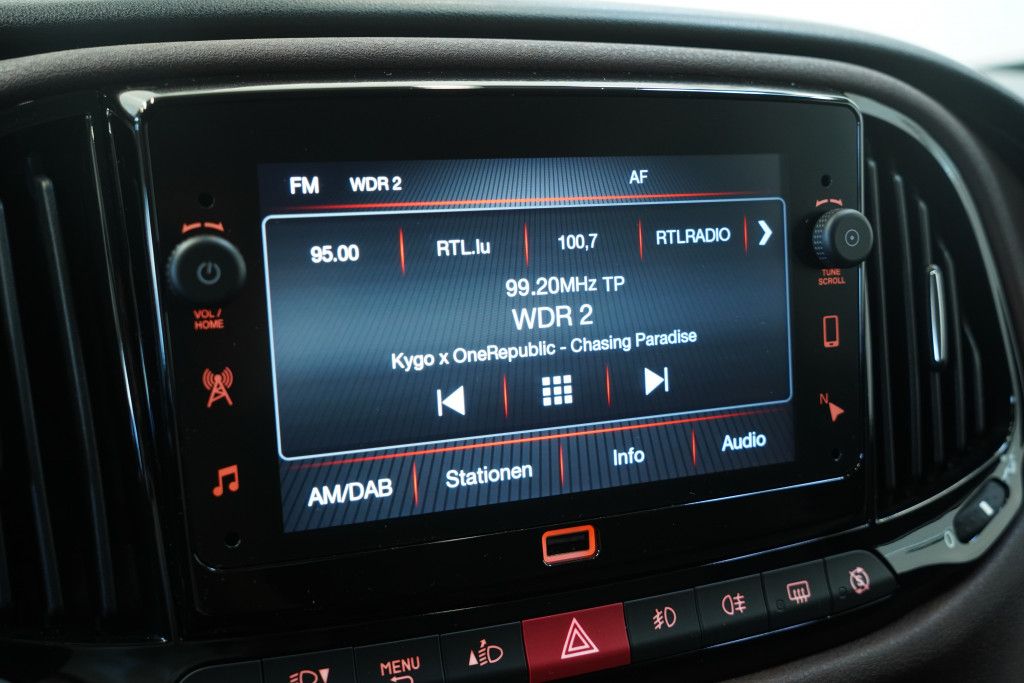 FM WDR 2 AF
95.00 RTL.lu 100,7 RTLRADIO
99.20MHz TP
WDR 2
Kygo x OneRepublic - Chasing Paradise
AM/DAB Stationen Info Audio
VOL /
HOME
TUNE
SCROLL
N
MENU
0